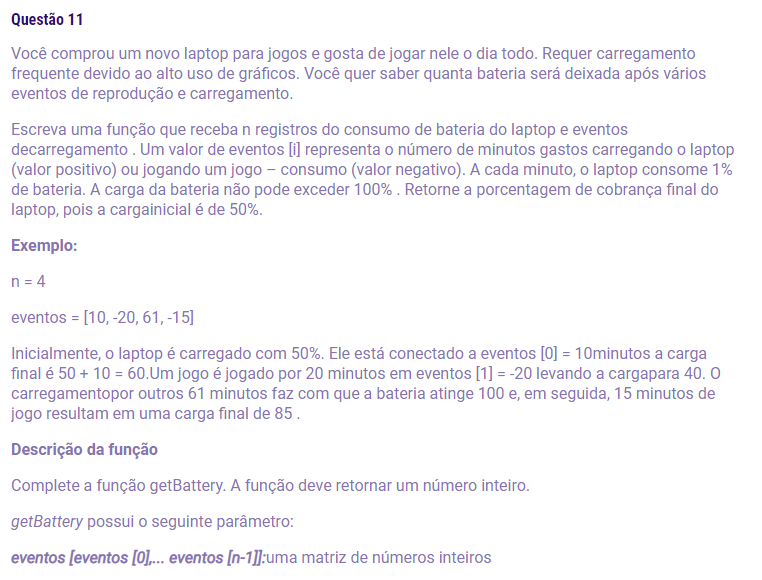 Questão 11
Você comprou um novo laptop para jogos e gosta de jogar nele o dia todo. Requer carregamento
frequente devido ao alto uso de gráficos. Você quer saber quanta bateria será deixada após vários
eventos de reprodução e carregamento.
Escreva uma função que receba n registros do consumo de bateria do laptop e eventos
decarregamento . Um valor de eventos [i] representa o número de minutos gastos carregando o laptop
(valor positivo) ou jogando um jogo – consumo (valor negativo). A cada minuto, o laptop consome 1%
de bateria. A carga da bateria não pode exceder 100% . Retorne a porcentagem de cobrança final do
laptop, pois a cargainicial é de 50%.
Exemplo:
n = 4
eventos = [10, -20, 61, -15]
Inicialmente, o laptop é carregado com 50%. Ele está conectado a eventos [0] = 10minutos a carga
final é 50 + 10 = 60.Um jogo é jogado por 20 minutos em eventos [1] = -20 levando a cargapara 40. O
carregamentopor outros 61 minutos faz com que a bateria atinge 100 e, em seguida, 15 minutos de
jogo resultam em uma carga final de 85 .
Descrição da função
Complete a função getBattery. A função deve retornar um número inteiro.
getBattery possui o seguinte parâmetro:
eventos [eventos [0],... eventos [n-1]]:uma matriz de números inteiros